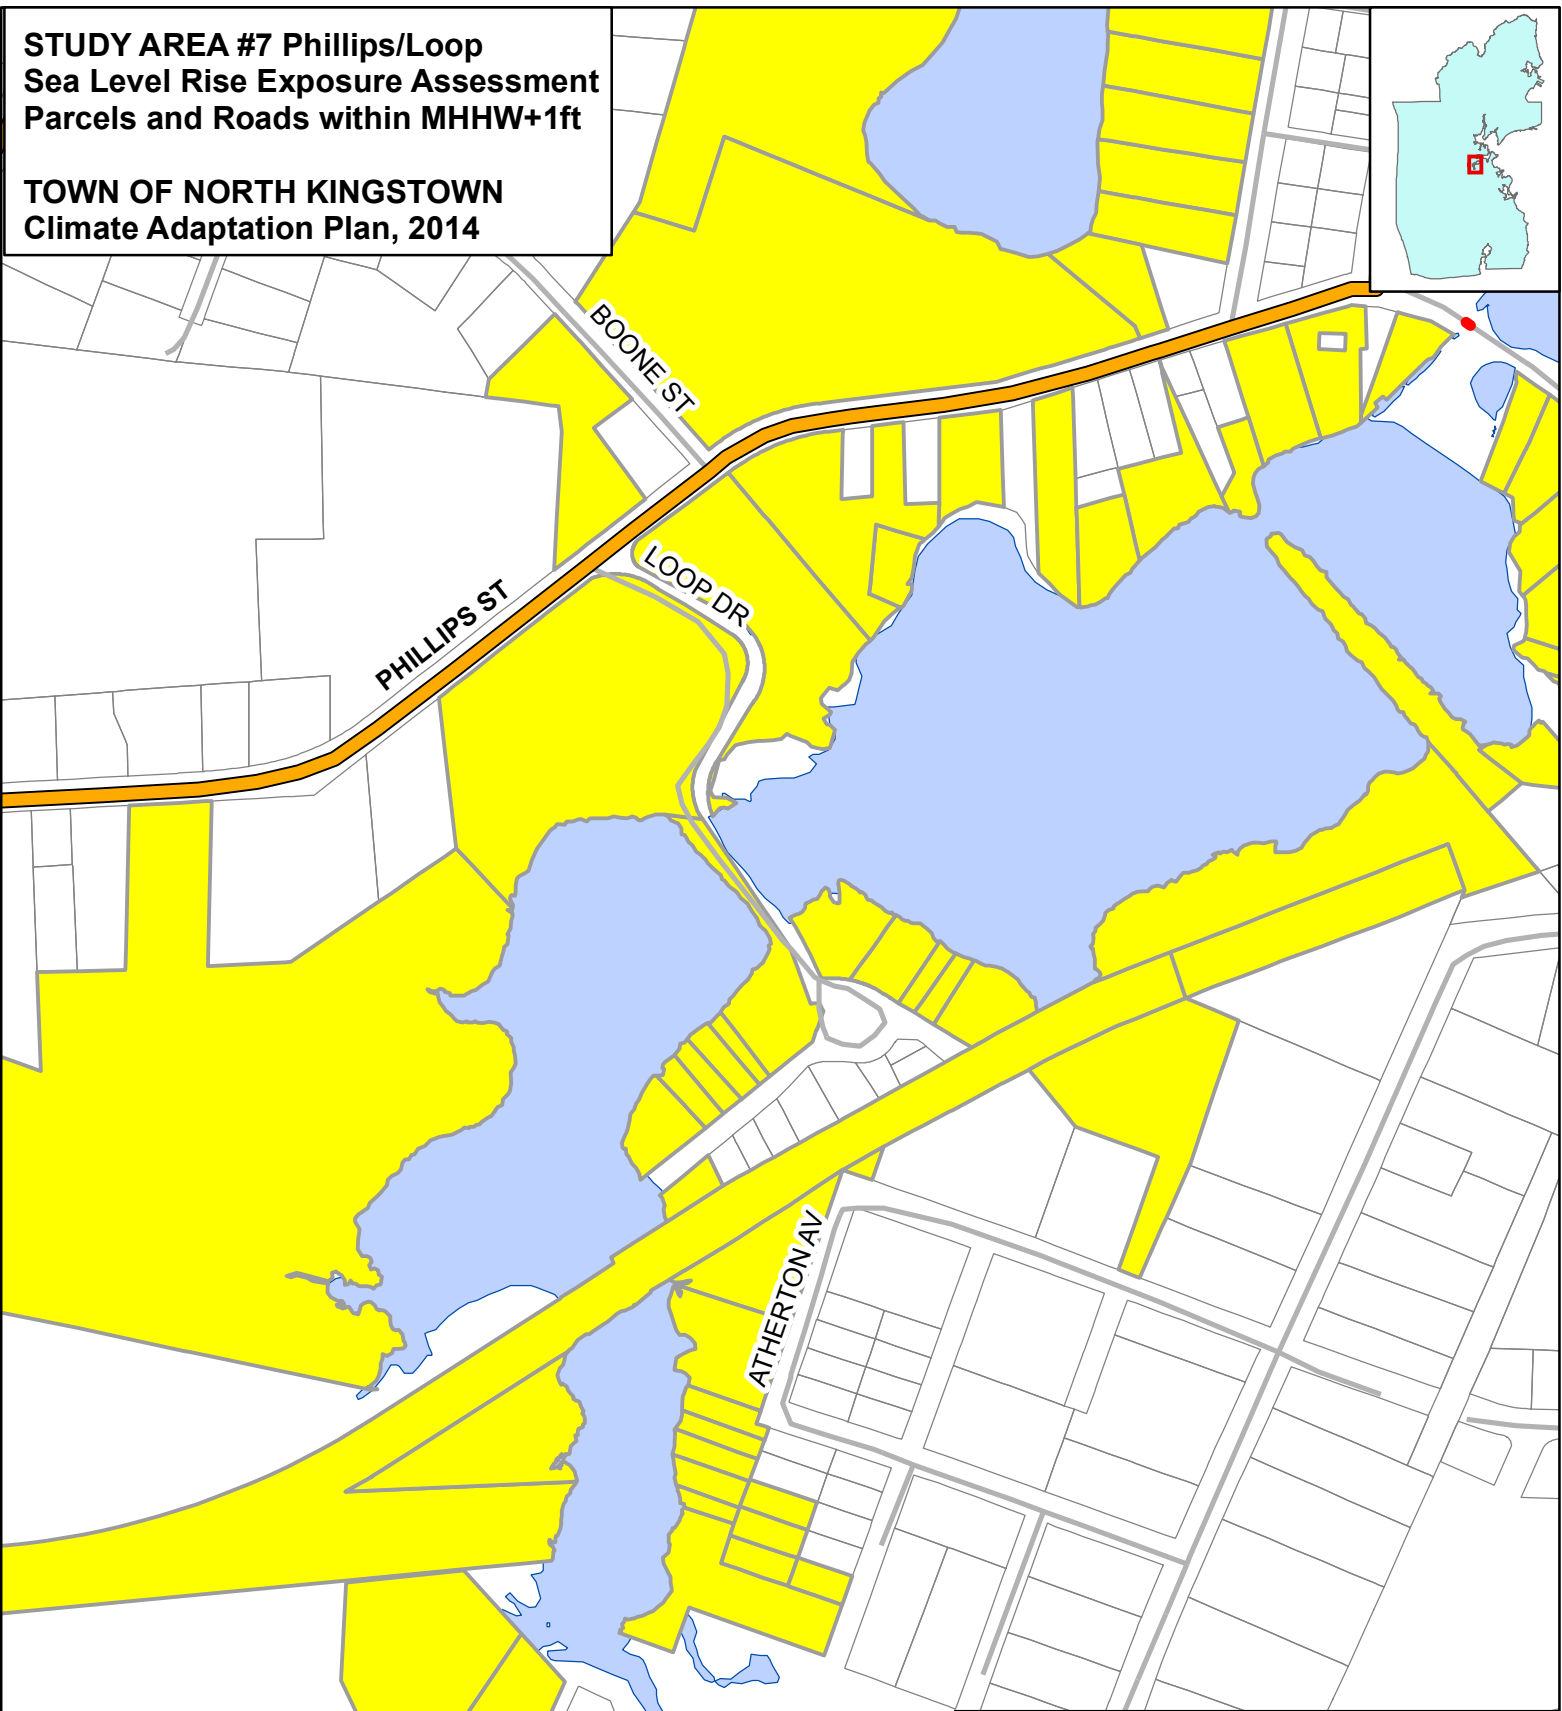 STUDY AREA #7 Phillips/Loop
Sea Level Rise Exposure Assessment
Parcels and Roads within MHHW+1ft
TOWN OF NORTH KINGSTOWN
Climate Adaptation Plan, 2014
BOONE ST
LOOP DR
PHILLIPS ST
ATHERTON AV